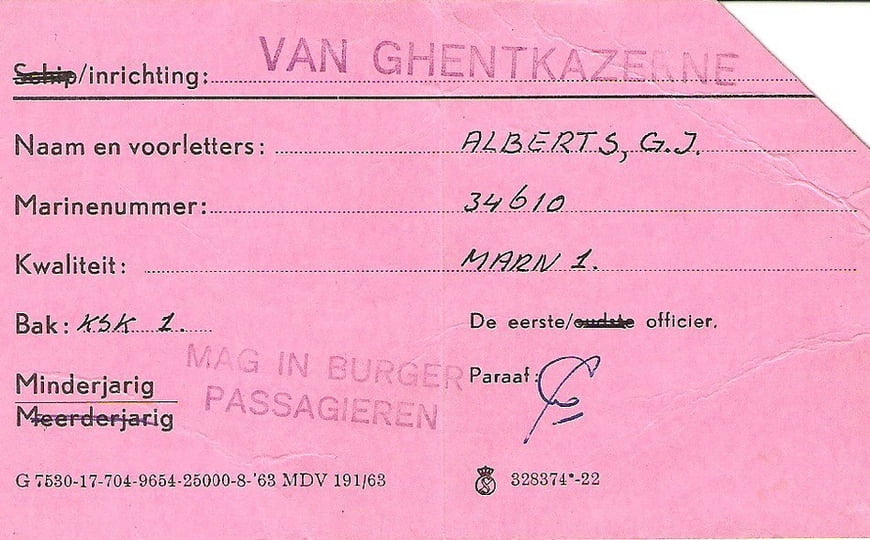 Schip/inrichting: VAN GHENTKAZERNE
Naam en voorletters: ALBERTS, G.J.
Marinenummer: 34610
Kwaliteit: MARN 1.
Bak: KSK 1. De eerste/oudste officier.
MAG IN BURGER
PASSAGIEREN
Minderjarig Paraaf:
Meerderjarig
G 7530-17-704-9654-25000-8-'63 MDV 191/63 328374*-22